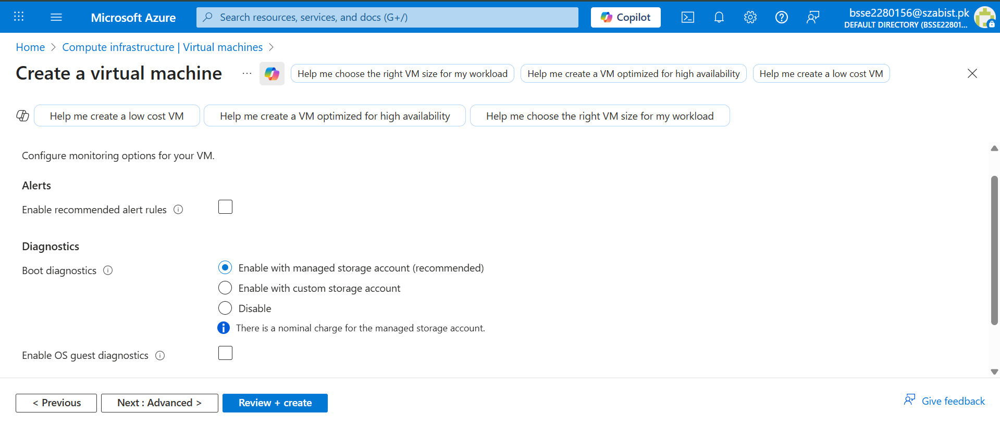 Microsoft Azure
Search resources, services, and docs (G+/)
Copilot
bsse2280156@szabist.pk
DEFAULT DIRECTORY (BSSE22801...
Home > Compute infrastructure | Virtual machines >
Create a virtual machine ...
Help me choose the right VM size for my workload
Help me create a VM optimized for high availability
Help me create a low cost VM
Help me create a low cost VM
Help me create a VM optimized for high availability
Help me choose the right VM size for my workload
Configure monitoring options for your VM.
Alerts
Enable recommended alert rules
Diagnostics
Boot diagnostics
Enable with managed storage account (recommended)
Enable with custom storage account
Disable
There is a nominal charge for the managed storage account.
Enable OS guest diagnostics
< Previous
Next : Advanced >
Review + create
Give feedback